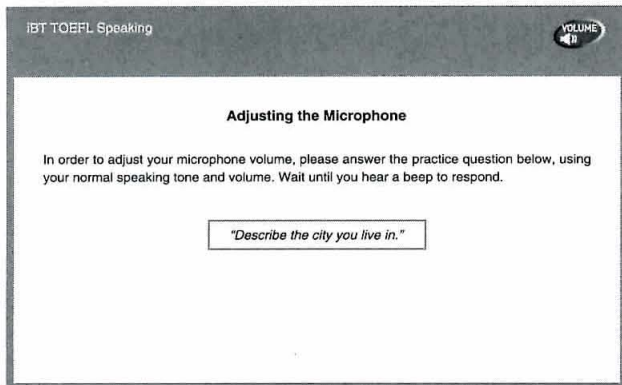 iBT TOEFL Speaking
VOLUME
Adjusting the Microphone
In order to adjust your microphone volume, please answer the practice question below, using
your normal speaking tone and volume. Wait until you hear a beep to respond.
"Describe the city you live in."